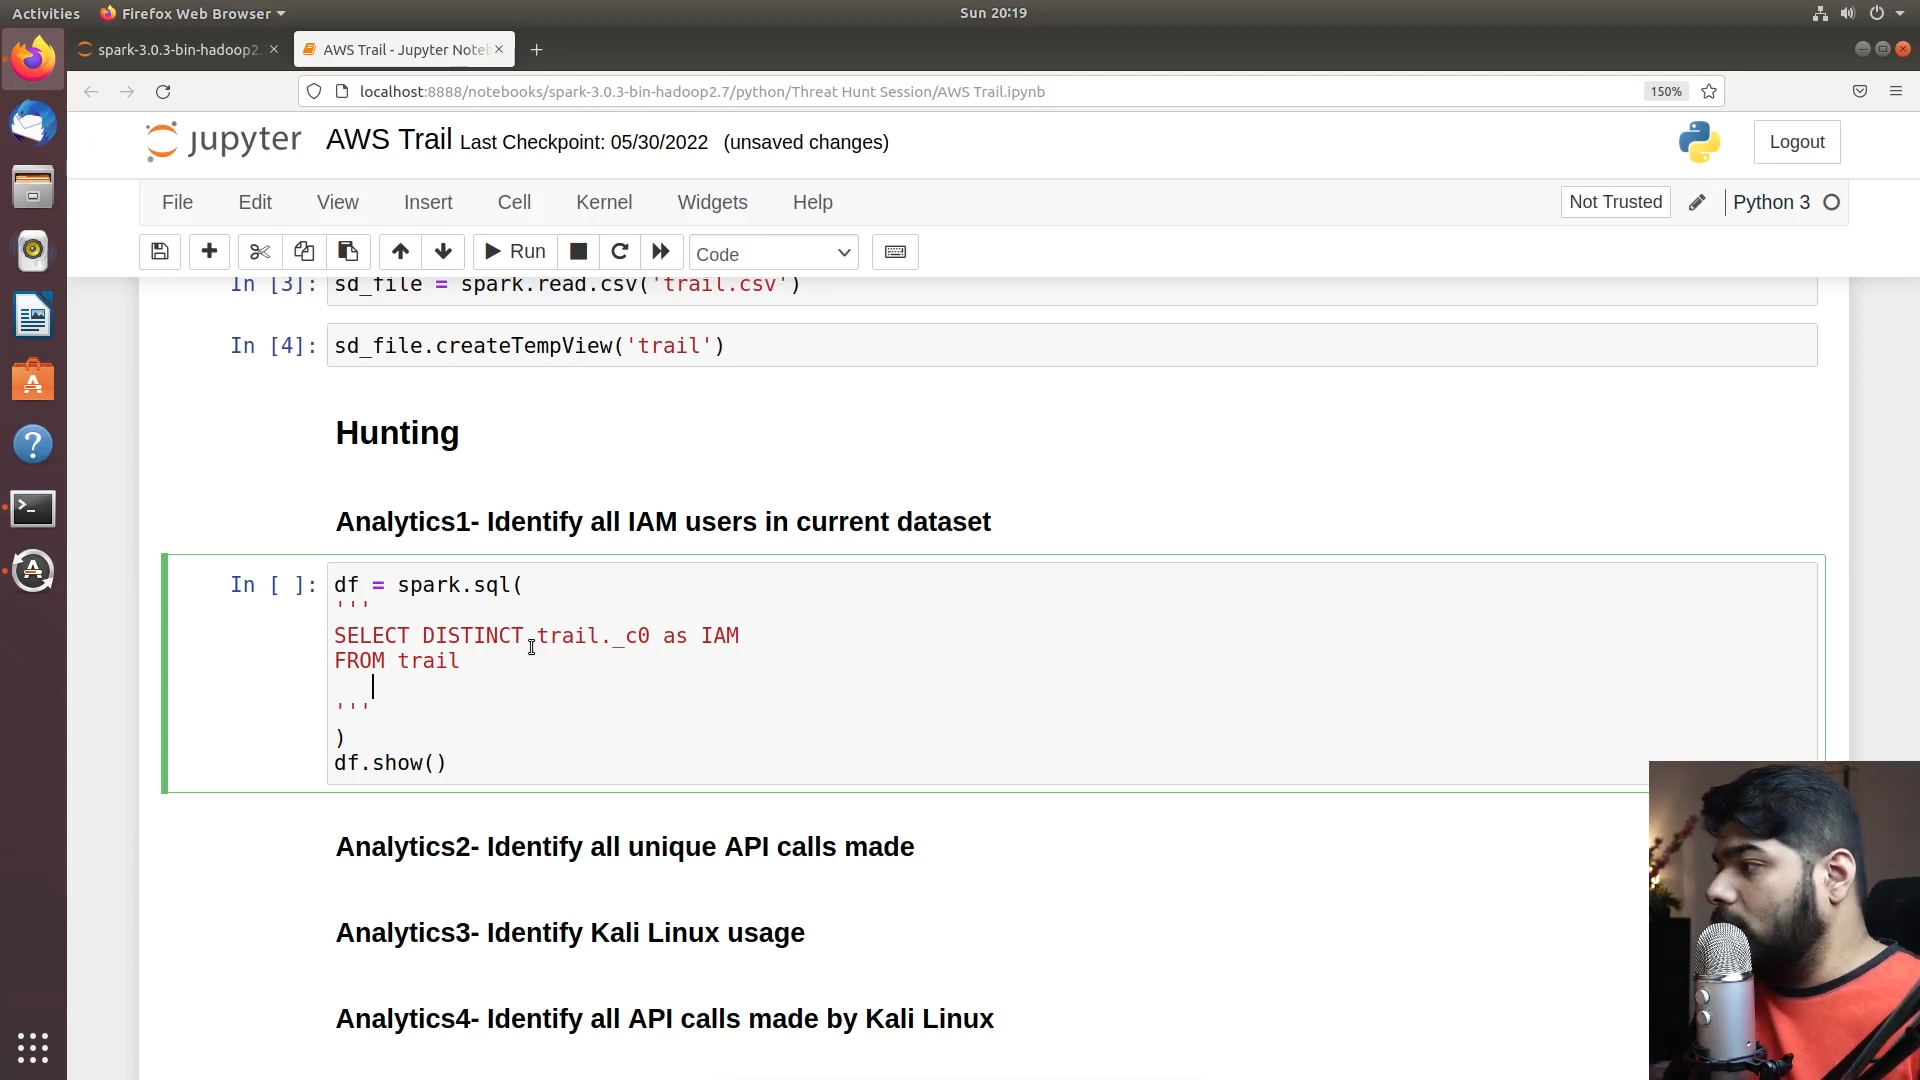 Activities
Firefox Web Browser
Sun 20:19
spark-3.0.3-bin-hadoop2.
AWS Trail - Jupyter Noteb
localhost:8888/notebooks/spark-3.0.3-bin-hadoop2.7/python/Threat Hunt Session/AWS Trail.ipynb
150%
jupyter
AWS Trail Last Checkpoint: 05/30/2022 (unsaved changes)
Logout
File Edit View Insert Cell Kernel Widgets Help
Not Trusted
Python 3
Run
Code
In [3]: sd_file = spark.read.csv('trail.csv')
In [4]: sd_file.createTempView('trail')
Hunting
Analytics1- Identify all IAM users in current dataset
In [ ]: df = spark.sql(
'''
SELECT DISTINCT trail._c0 as IAM
FROM trail
'''
)
df.show()
Analytics2- Identify all unique API calls made
Analytics3- Identify Kali Linux usage
Analytics4- Identify all API calls made by Kali Linux